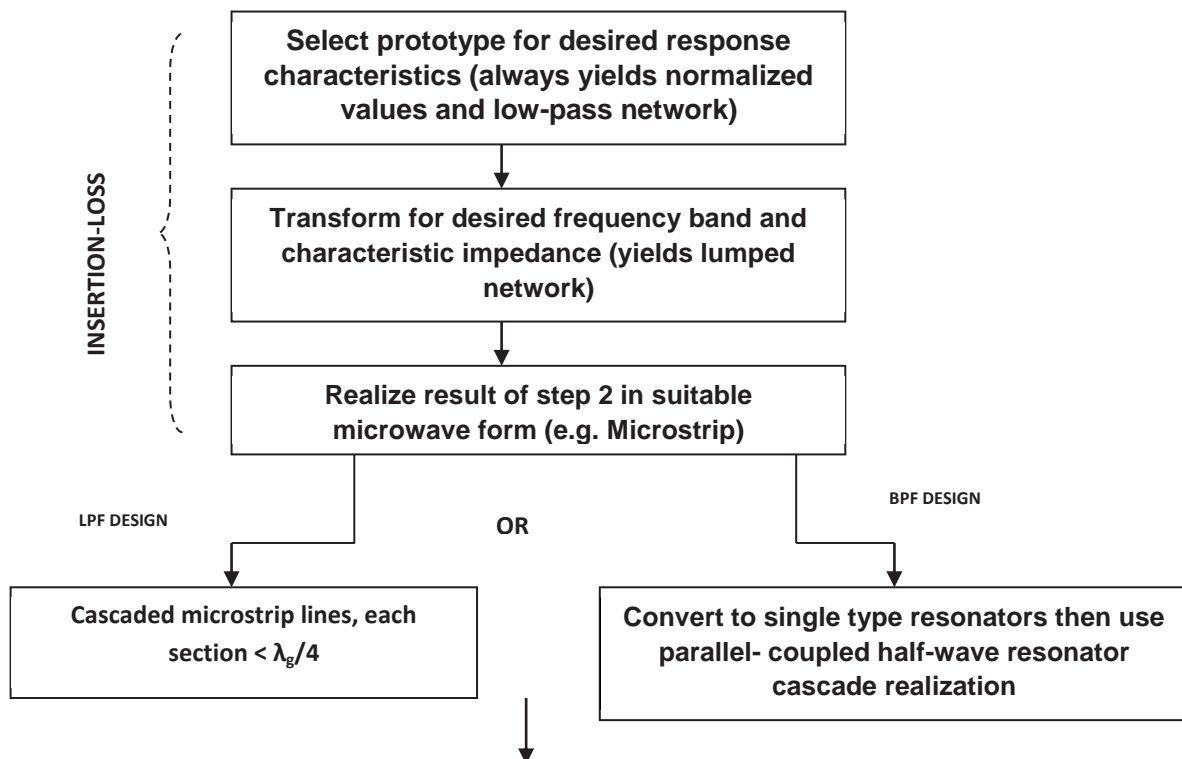 Select prototype for desired response
characteristics (always yields normalized
values and low-pass network)
INSERTION-LOSS
Transform for desired frequency band and
characteristic impedance (yields lumped
network)
Realize result of step 2 in suitable
microwave form (e.g. Microstrip)
LPF DESIGN
OR
BPF DESIGN
Cascaded microstrip lines, each
section < λg/4
Convert to single type resonators then use
parallel- coupled half-wave resonator
cascade realization